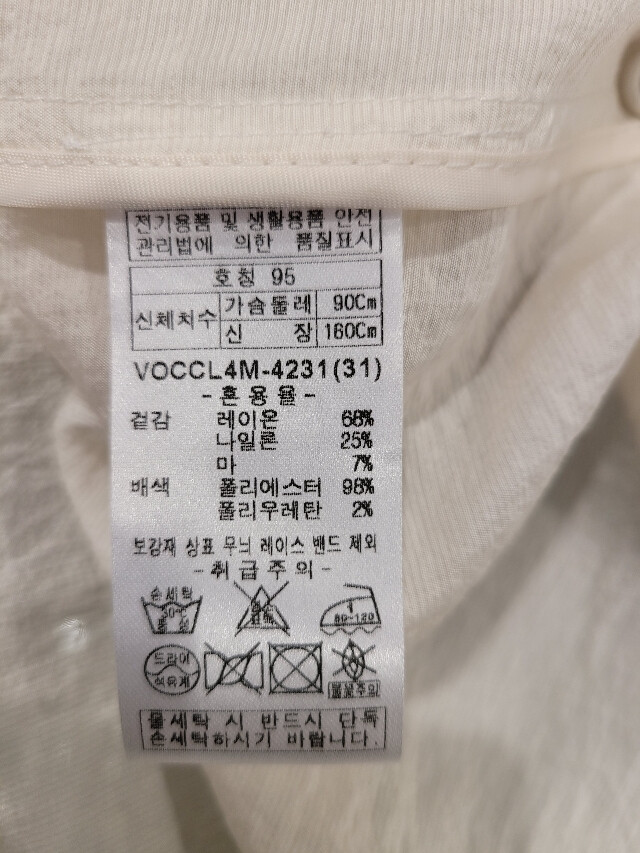 전기용품 및 생활용품 안전
관리법에 의한 품질표시
호칭 95
신체치수 가슴둘레 90Cm
신 장 160Cm
VOCCL4M-4231(31)
-혼용율-
겉감 레이온 68%
나일론 25%
마 7%
배색 폴리에스터 98%
폴리우레탄 2%
보강재 상표 무늬 레이스 밴드 제외
-취급주의-
손세탁
30℃
중성
80-120
드라이
석유계
물세탁 시 반드시 단독
손세탁하시기 바랍니다.